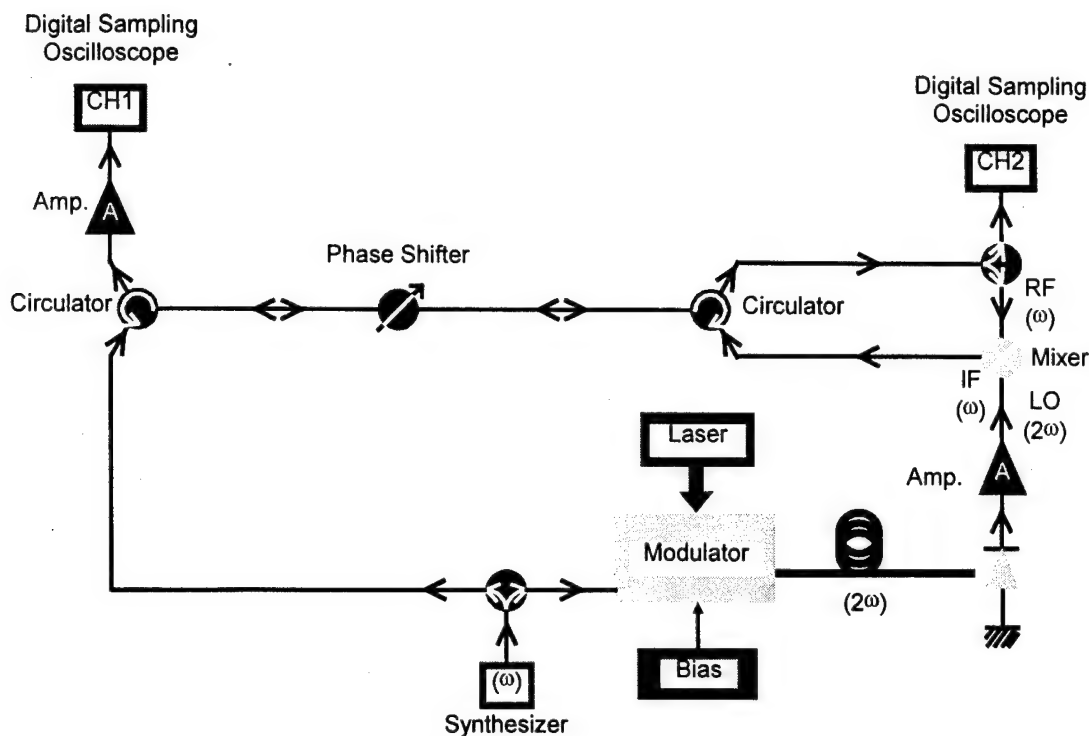 Digital Sampling
Oscilloscope
CH1
Digital Sampling
Oscilloscope
CH2
Amp.
A
Phase Shifter
Circulator
Circulator
RF
(ω)
Mixer
IF
(ω)
LO
(2ω)
Laser
Amp.
A
Modulator
(2ω)
Bias
(ω)
Synthesizer